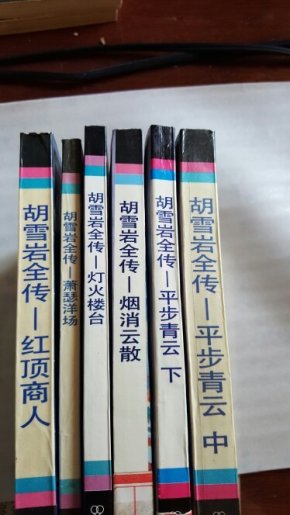 胡雪岩全传—红顶商人
胡雪岩全传—萧瑟洋场
胡雪岩全传—灯火楼台
胡雪岩全传—烟消云散
胡雪岩全传—平步青云 下
胡雪岩全传—平步青云 中